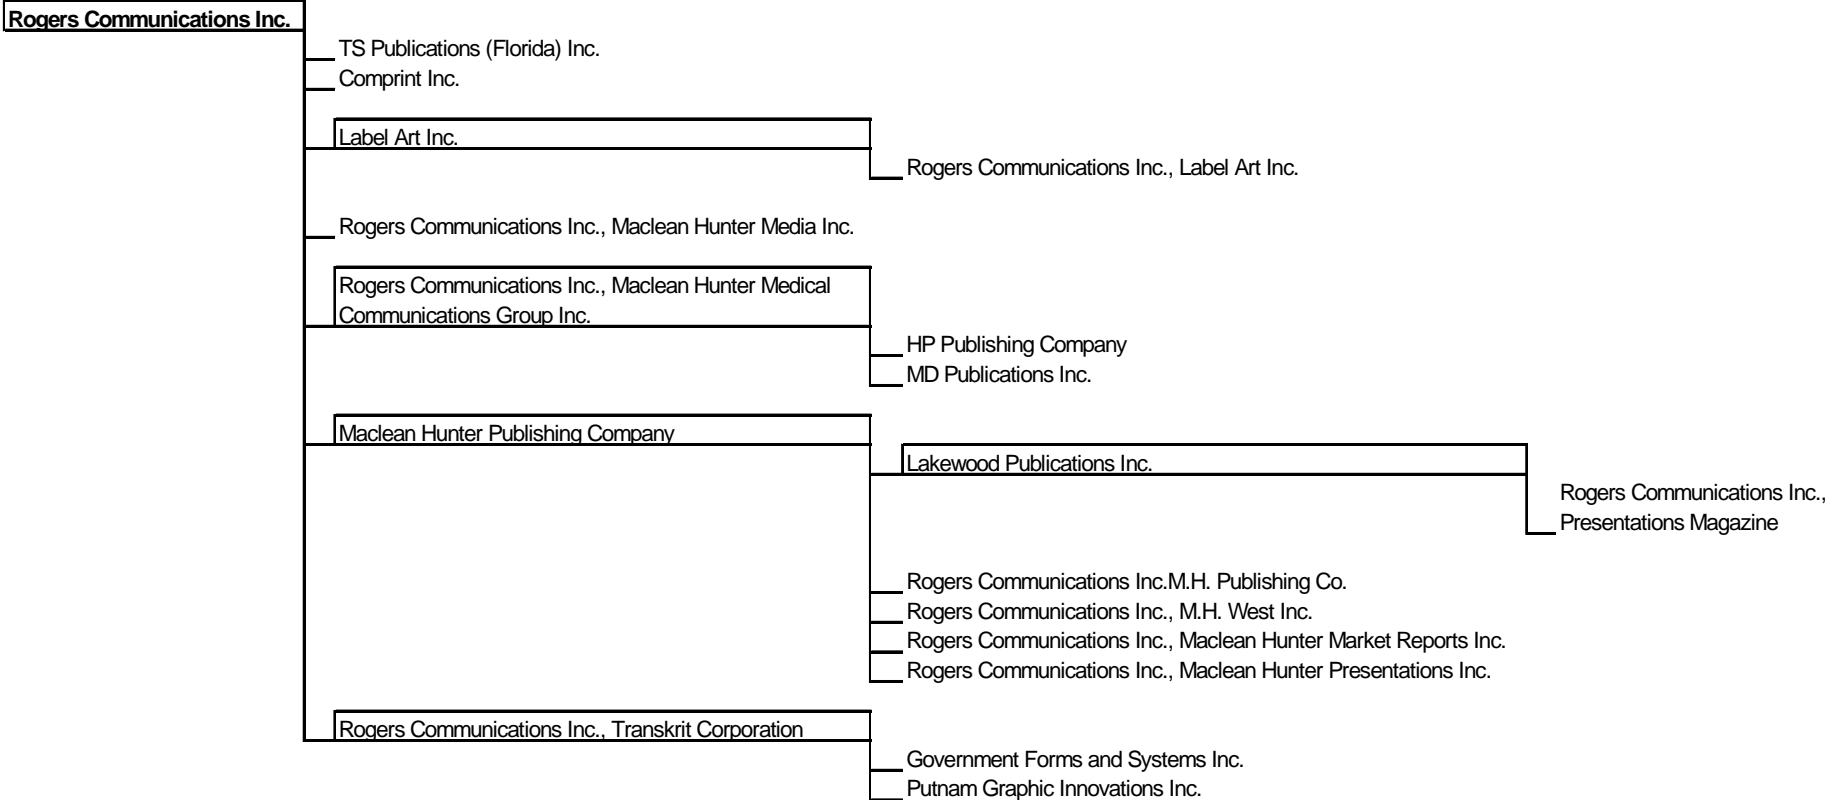 Rogers Communications Inc.
TS Publications (Florida) Inc.
Comprint Inc.
Label Art Inc.
Rogers Communications Inc., Label Art Inc.
Rogers Communications Inc., Maclean Hunter Media Inc.
Rogers Communications Inc., Maclean Hunter Medical
Communications Group Inc.
HP Publishing Company
MD Publications Inc.
Maclean Hunter Publishing Company
Lakewood Publications Inc.
Rogers Communications Inc.,
Presentations Magazine
Rogers Communications Inc.M.H. Publishing Co.
Rogers Communications Inc., M.H. West Inc.
Rogers Communications Inc., Maclean Hunter Market Reports Inc.
Rogers Communications Inc., Maclean Hunter Presentations Inc.
Rogers Communications Inc., Transkrit Corporation
Government Forms and Systems Inc.
Putnam Graphic Innovations Inc.